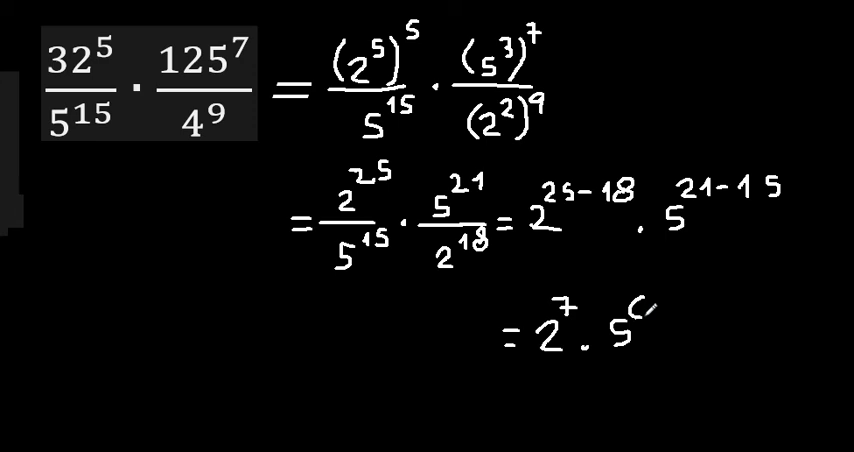 32^5/5^15 · 125^7/4^9 = (2^5)^5/5^15 · (5^3)^7/(2^2)^9
= 2^25/5^15 · 5^21/2^18 = 2^25-18 . 5^21-15
= 2^7 . 5